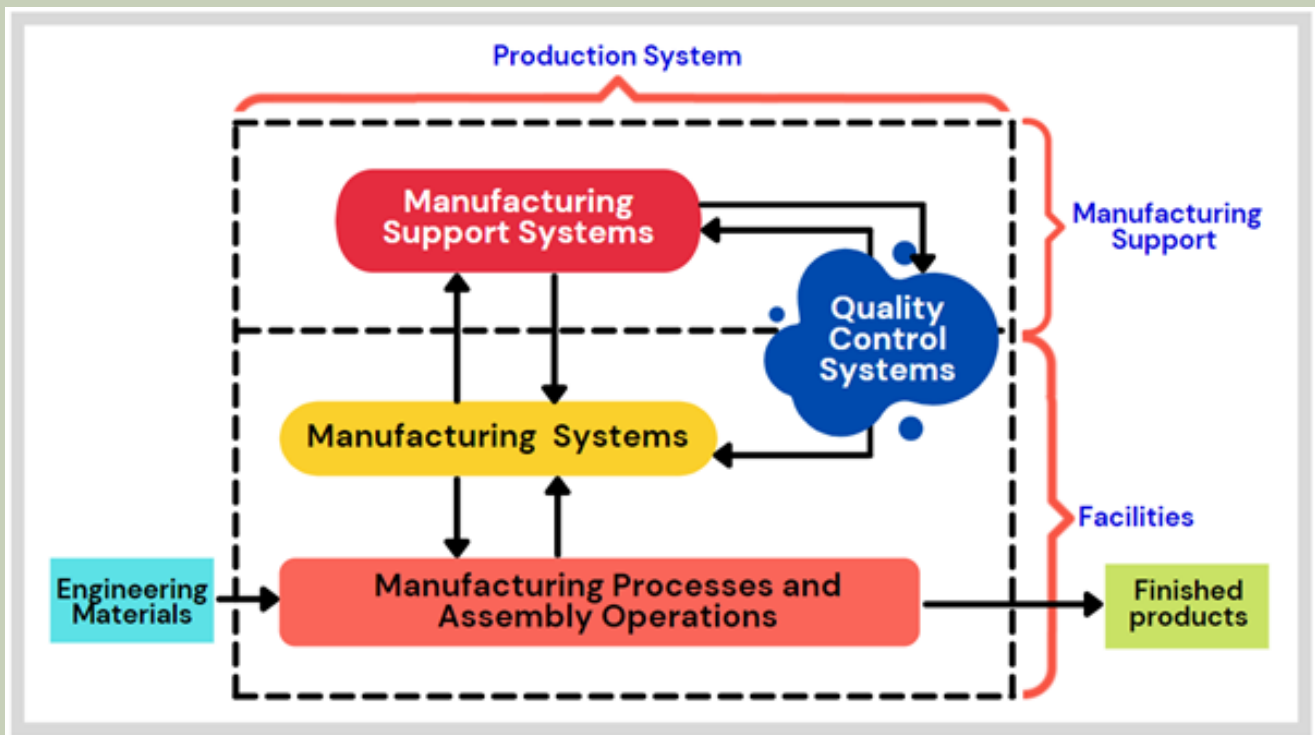 Production System
Manufacturing
Support Systems
Manufacturing
Support
Quality
Control
Systems
Manufacturing Systems
Facilities
Engineering
Materials
Manufacturing Processes and
Assembly Operations
Finished
products